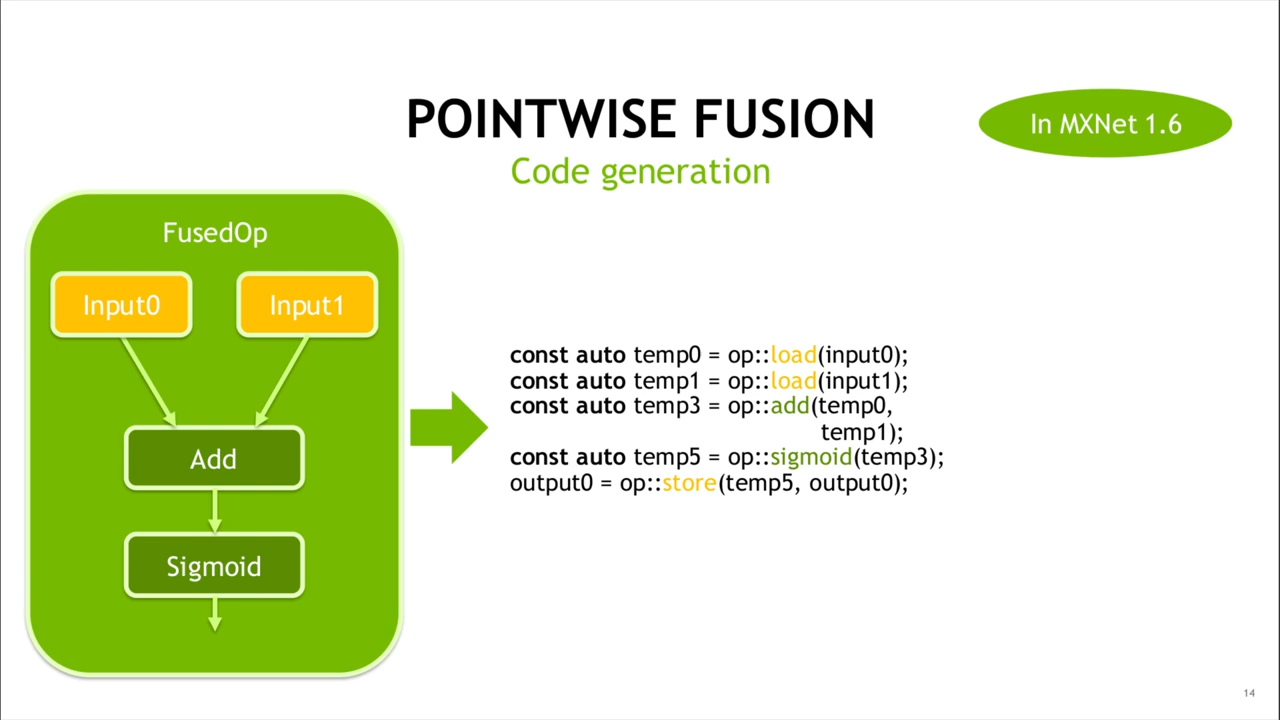 POINTWISE FUSION
In MXNet 1.6
Code generation
FusedOp
Input0
Input1
Add
Sigmoid
const auto temp0 = op::load(input0);
const auto temp1 = op::load(input1);
const auto temp3 = op::add(temp0,
temp1);
const auto temp5 = op::sigmoid(temp3);
output0 = op::store(temp5, output0);
14